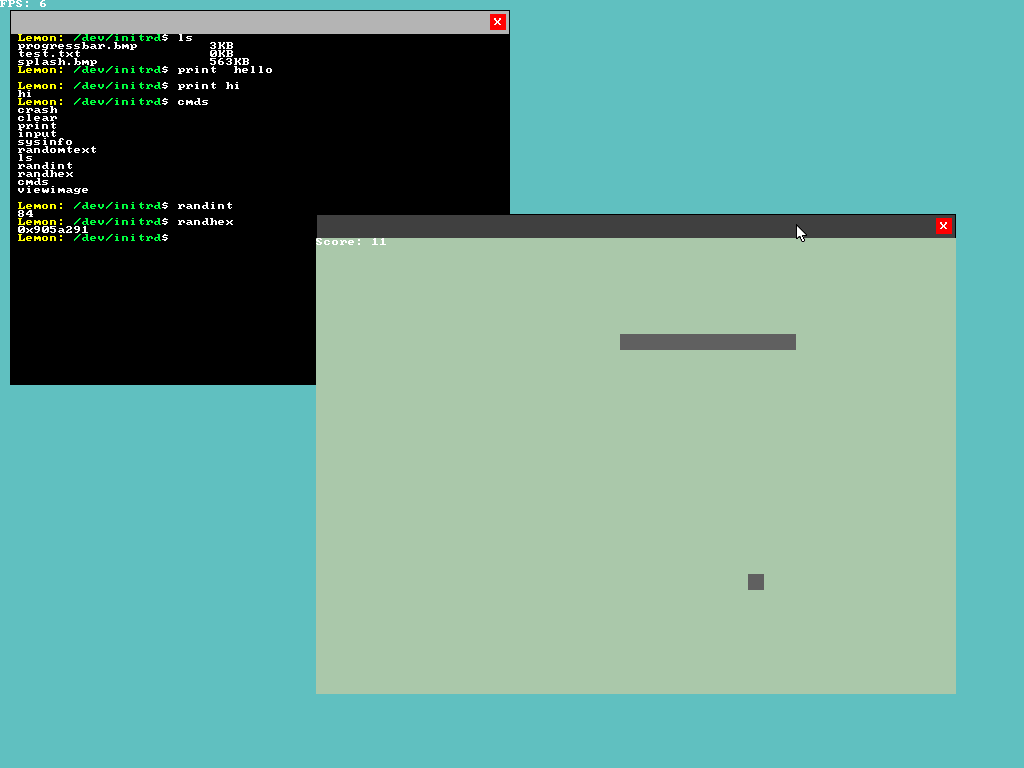 FPS: 6
Lemon: /dev/initrd$ ls
progressbar.bmp 3KB
test.txt 0KB
splash.bmp 563KB
Lemon: /dev/initrd$ print  hello
Lemon: /dev/initrd$ print hi
hi
Lemon: /dev/initrd$ cmds
crash
clear
print
input
sysinfo
randomtext
ls
randint
randhex
cmds
viewimage
Lemon: /dev/initrd$ randint
84
Lemon: /dev/initrd$ randhex
0x905a291
Lemon: /dev/initrd$
Score: 11